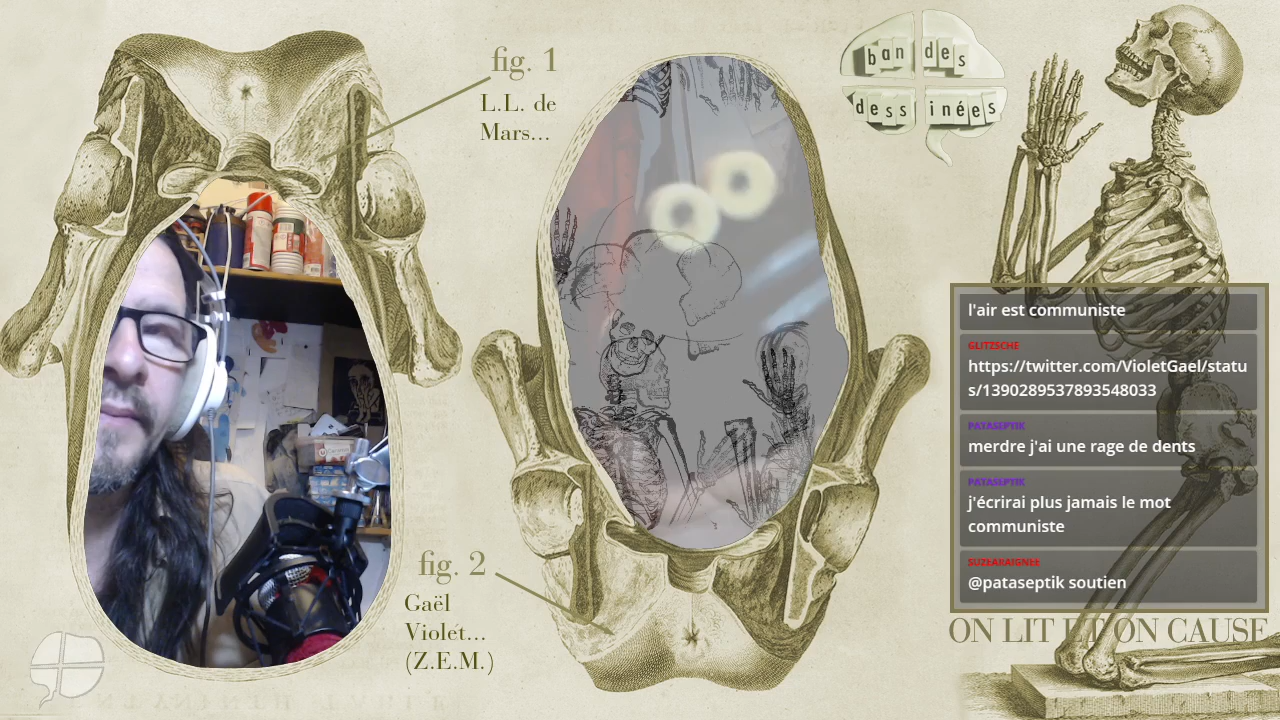 fig. 1
L.L. de
Mars...
ban des
dess inées
l'air est communiste
GLITZSCHE
https://twitter.com/VioletGael/statu
s/1390289537893548033
PATASEPTIK
merdre j'ai une rage de dents
PATASEPTIK
j'écrirai plus jamais le mot
communiste
SUZEARAIGNÉE
@pataseptik soutien
ON LIT ET ON CAUSE
fig. 2
Gaël
Violet...
(Z.E.M.)